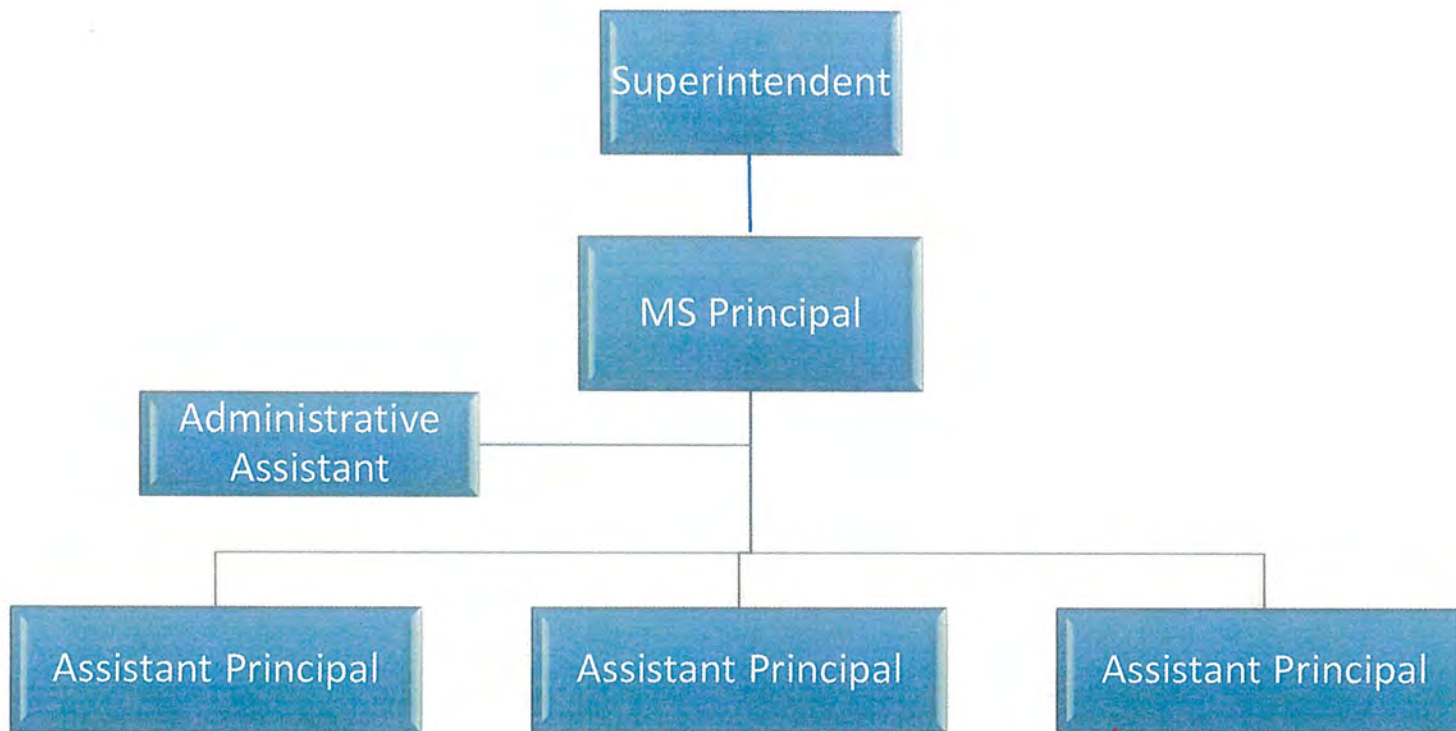 Superintendent
MS Principal
Administrative
Assistant
Assistant Principal
Assistant Principal
Assistant Principal